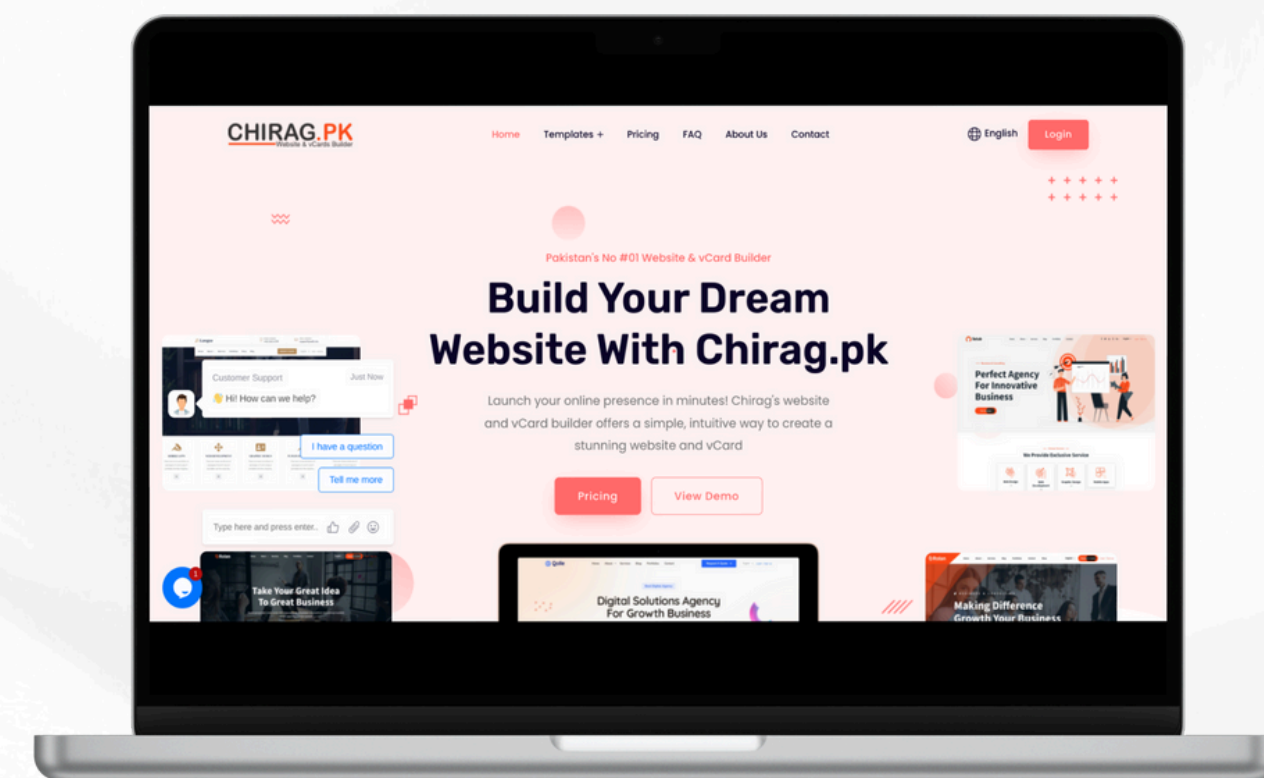 CHIRAG.PK
Website & vCards Builder
Home
Templates +
Pricing
FAQ
About Us
Contact
English
Login
Pakistan's No #01 Website & vCard Builder
Build Your Dream
Website With Chirag.pk
Launch your online presence in minutes! Chirag's website
and vCard builder offers a simple, intuitive way to create a
stunning website and vCard
Pricing
View Demo
Customer Support
Just Now
👋 Hi! How can we help?
I have a question
Tell me more
Type here and press enter..
1
Perfect Agency
For Innovative
Business
We Provide Exclusive Service
Take Your Great Idea
To Great Business
Digital Solutions Agency
For Growth Business
Making Difference
Growth Your Business